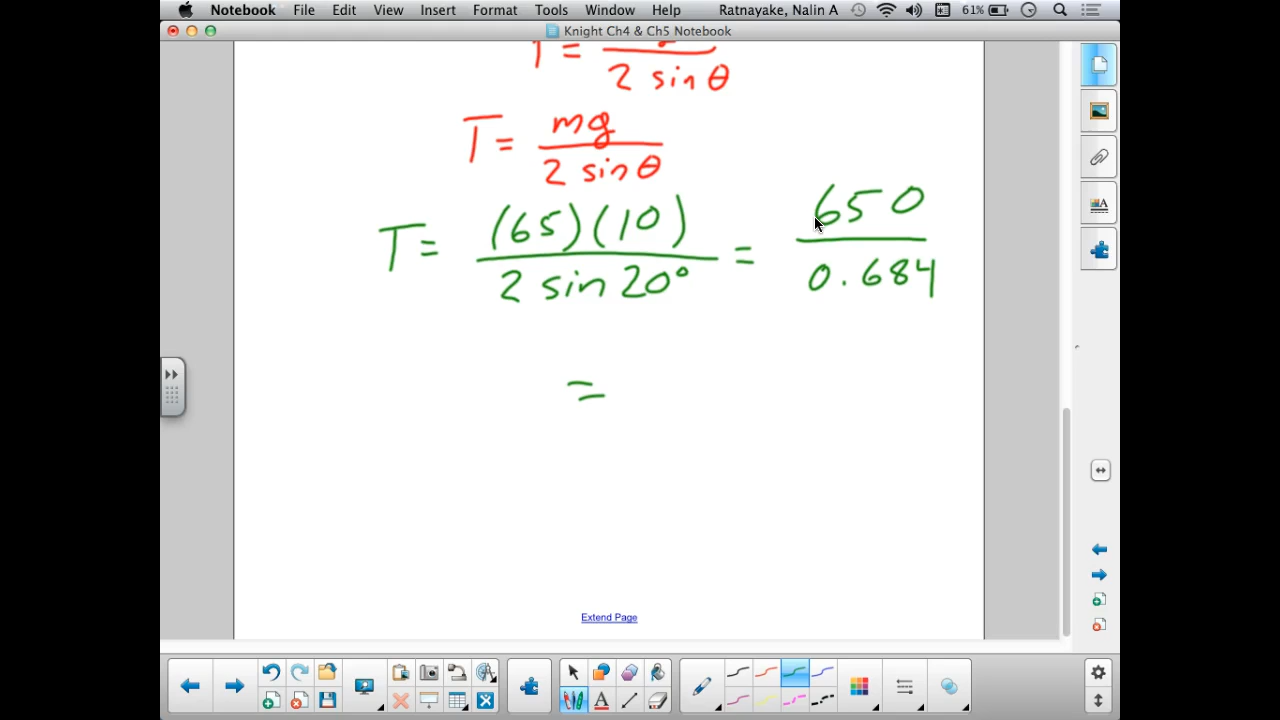 Notebook File Edit View Insert Format Tools Window Help Ratnayake, Nalin A 61%
Knight Ch4 & Ch5 Notebook
T =
2 sin θ
T = mg
2 sin θ
T = (65)(10) = 650
2 sin 20° 0.684
=
Extend Page